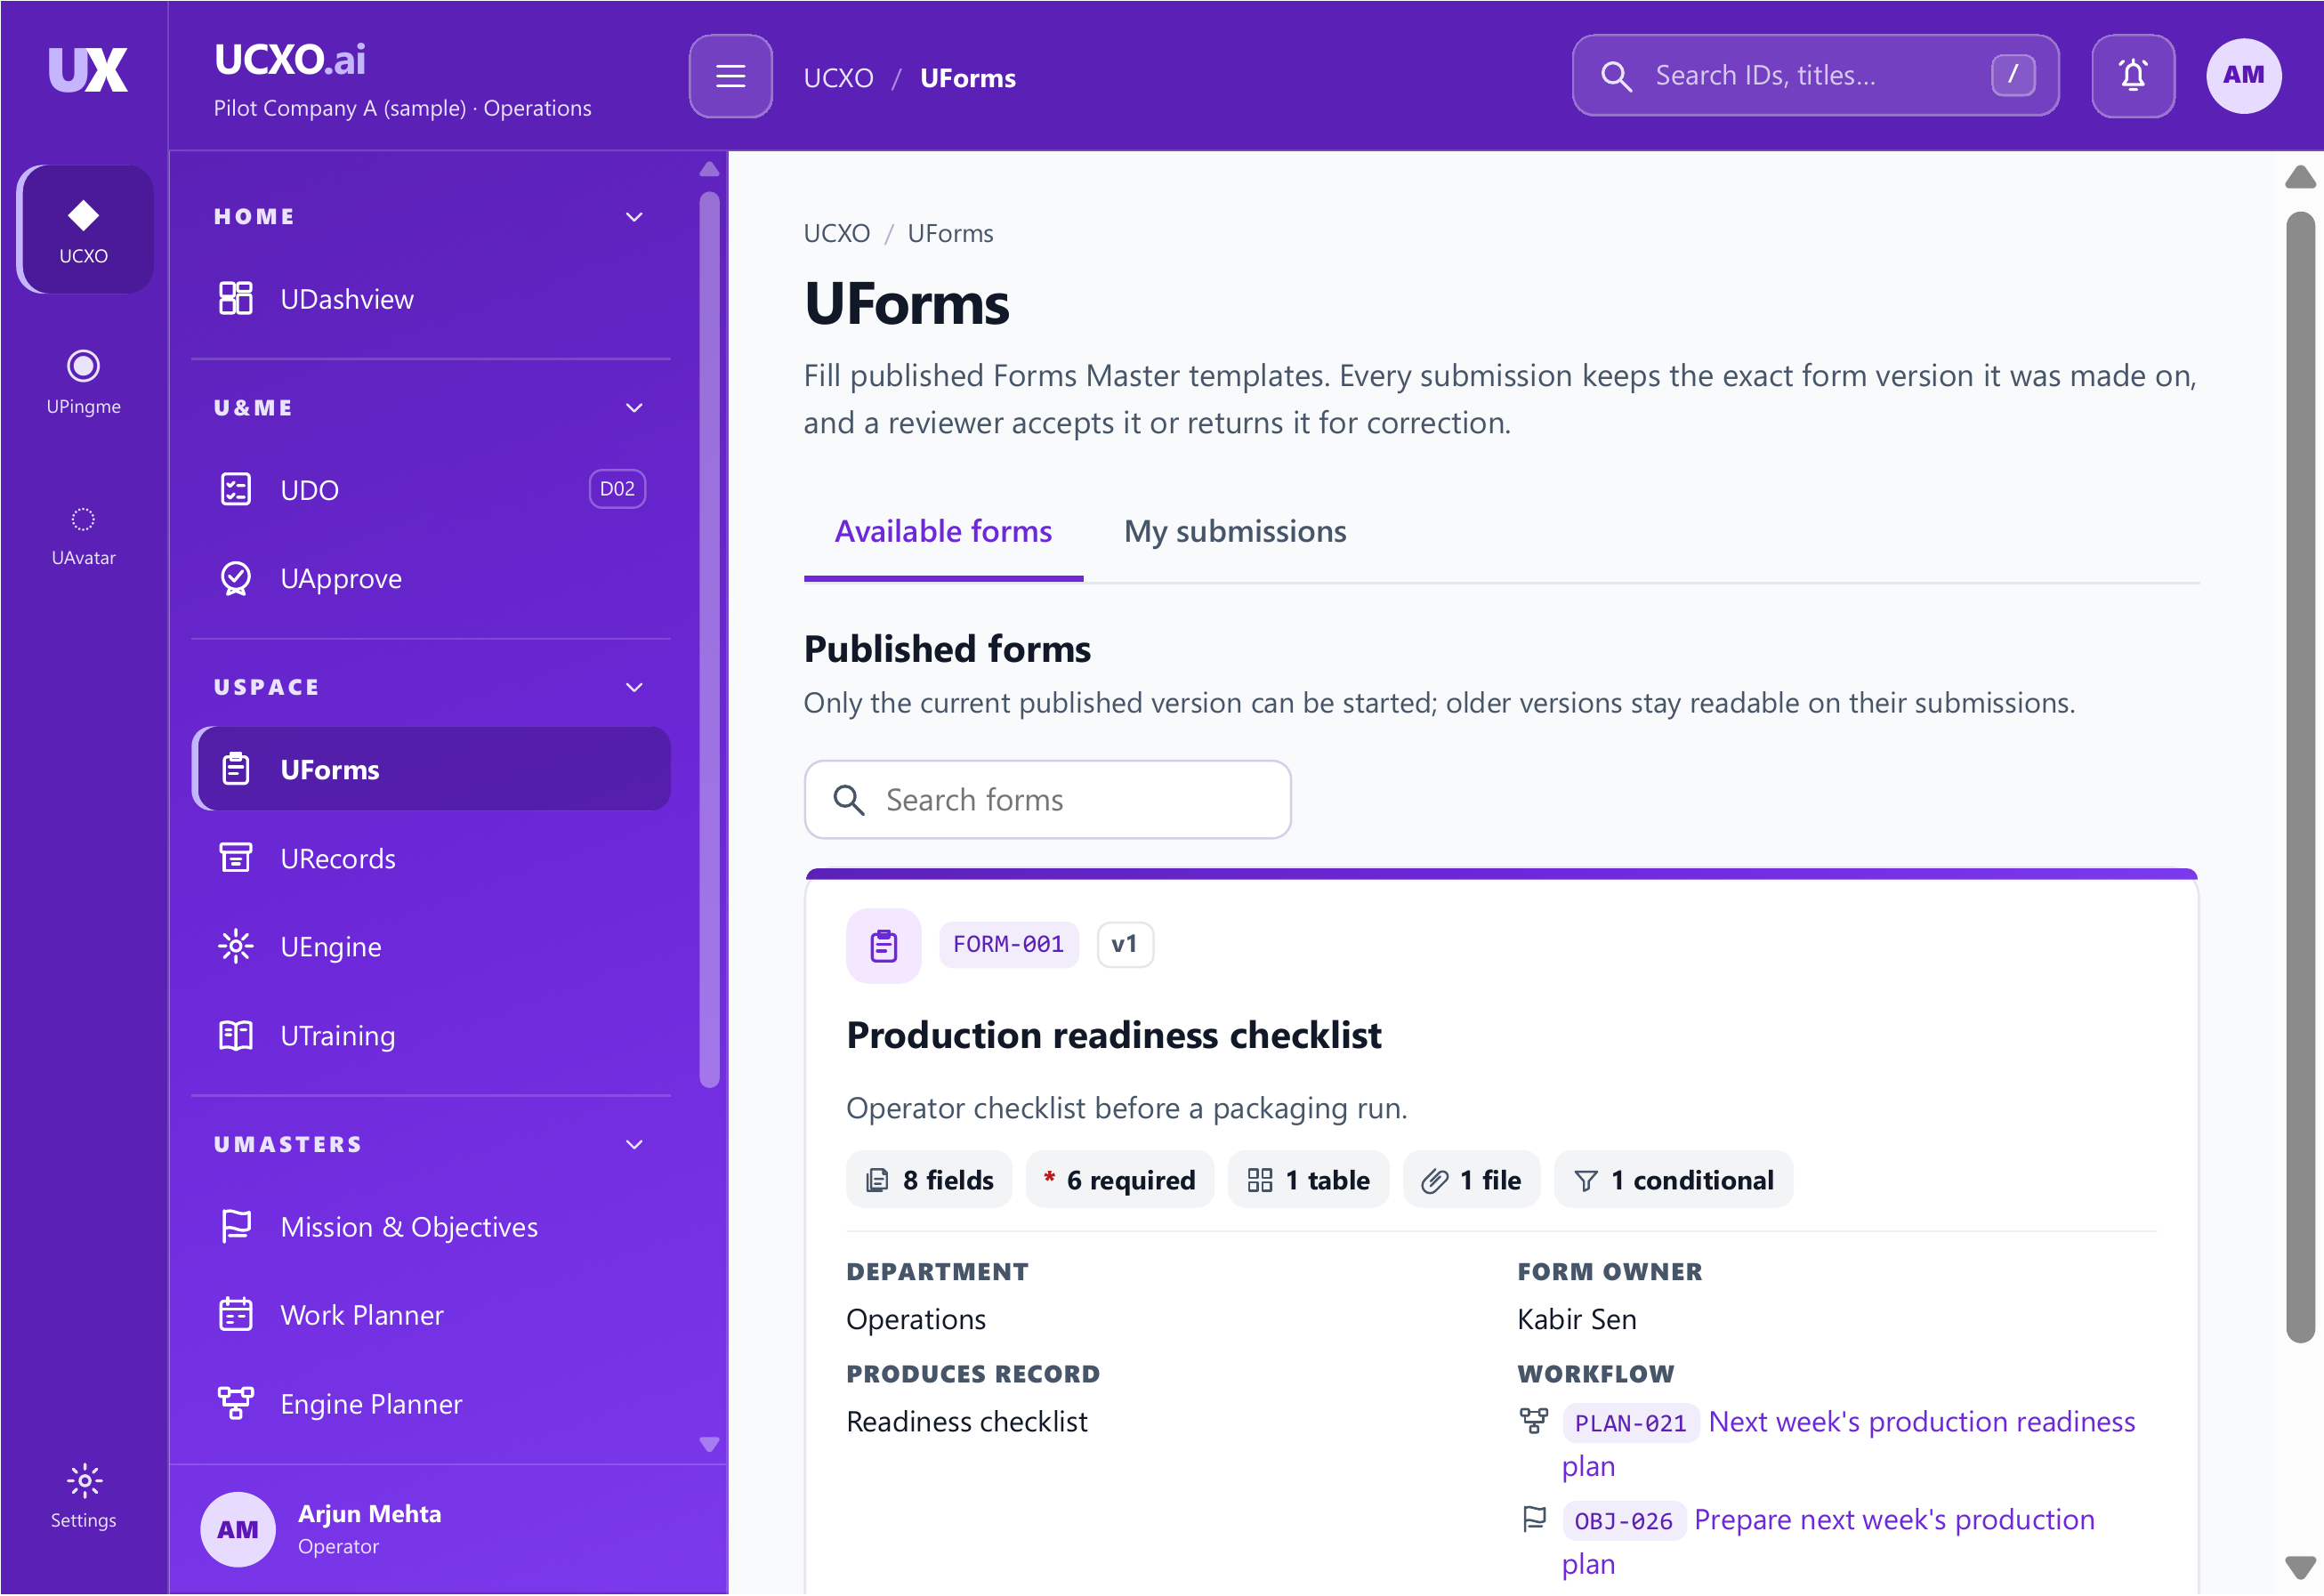 UX
UCXO.ai
Pilot Company A (sample) · Operations
UCXO / UForms
Search IDs, titles...
/
AM
UCXO
UPingme
UAvatar
Settings
HOME
UDashview
U&ME
UDO
D02
UApprove
USPACE
UForms
URecords
UEngine
UTraining
UMASTERS
Mission & Objectives
Work Planner
Engine Planner
AM
Arjun Mehta
Operator
UCXO / UForms
UForms
Fill published Forms Master templates. Every submission keeps the exact form version it was made on,
and a reviewer accepts it or returns it for correction.
Available forms
My submissions
Published forms
Only the current published version can be started; older versions stay readable on their submissions.
Search forms
FORM-001
v1
Production readiness checklist
Operator checklist before a packaging run.
8 fields
* 6 required
1 table
1 file
1 conditional
DEPARTMENT
Operations
FORM OWNER
Kabir Sen
PRODUCES RECORD
Readiness checklist
WORKFLOW
PLAN-021 Next week's production readiness
plan
OBJ-026 Prepare next week's production
plan